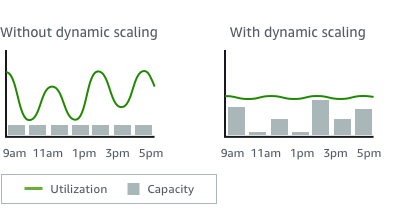 Without dynamic scaling
With dynamic scaling
9am 11am 1pm 3pm 5pm
9am 11am 1pm 3pm 5pm
Utilization Capacity